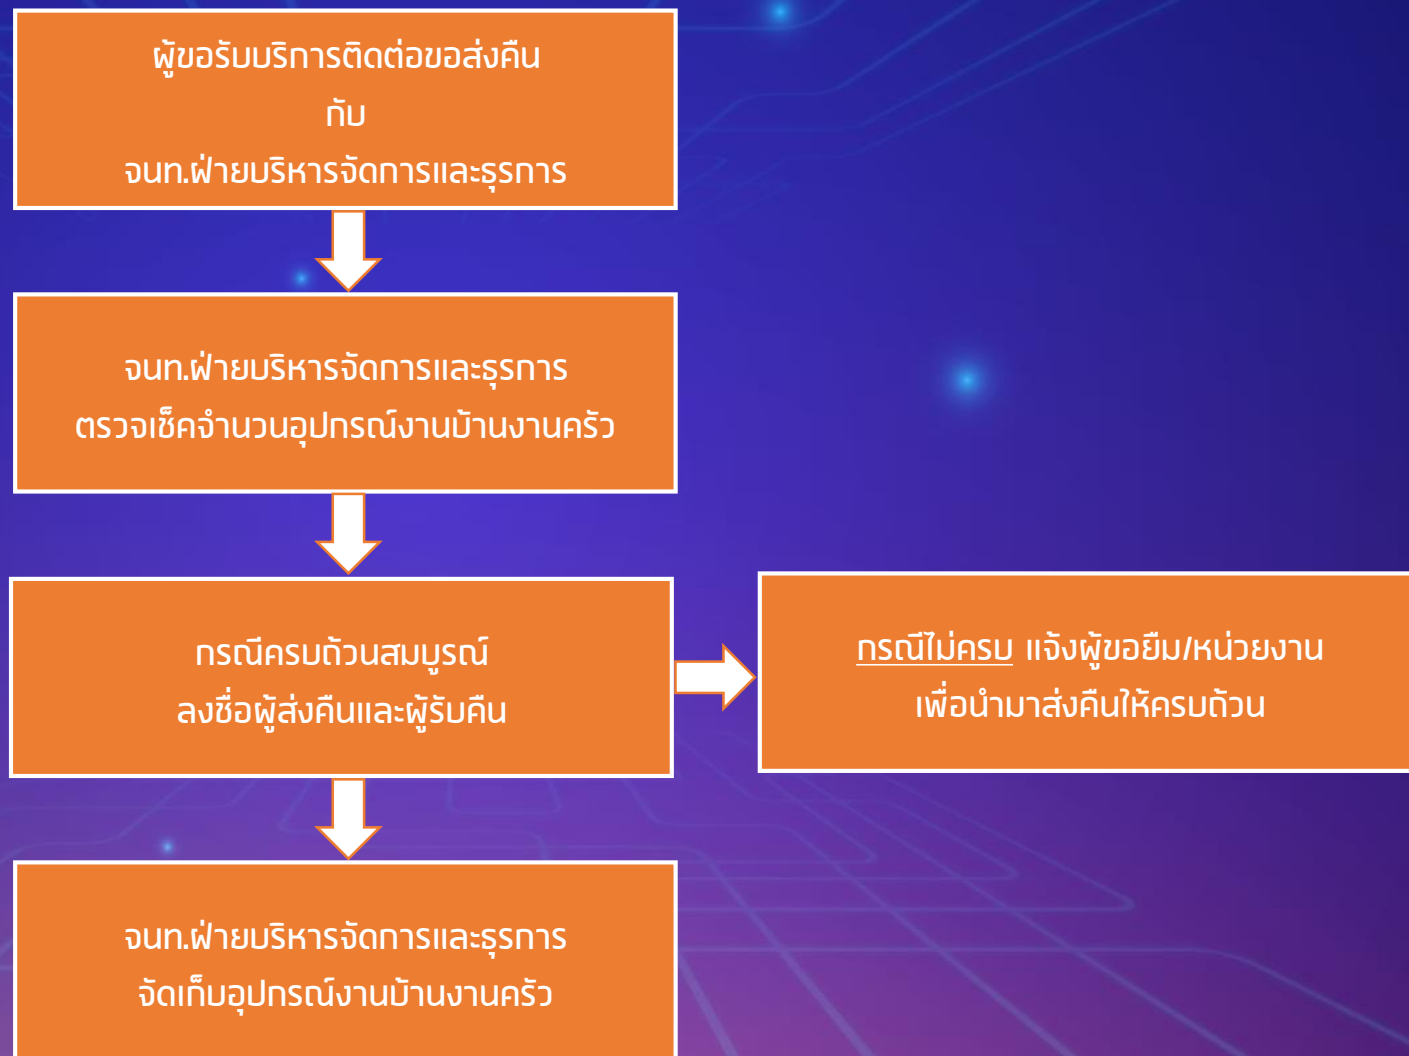 ผู้ขอรับบริการติดต่อขอส่งคืน
กับ
จนท.ฝ่ายบริหารจัดการและธุรการ
จนท.ฝ่ายบริหารจัดการและธุรการ
ตรวจเช็คจำนวนอุปกรณ์งานบ้านงานครัว
กรณีครบถ้วนสมบูรณ์
ลงชื่อผู้ส่งคืนและผู้รับคืน
กรณีไม่ครบ แจ้งผู้ขอยืม/หน่วยงาน
เพื่อนำมาส่งคืนให้ครบถ้วน
จนท.ฝ่ายบริหารจัดการและธุรการ
จัดเก็บอุปกรณ์งานบ้านงานครัว